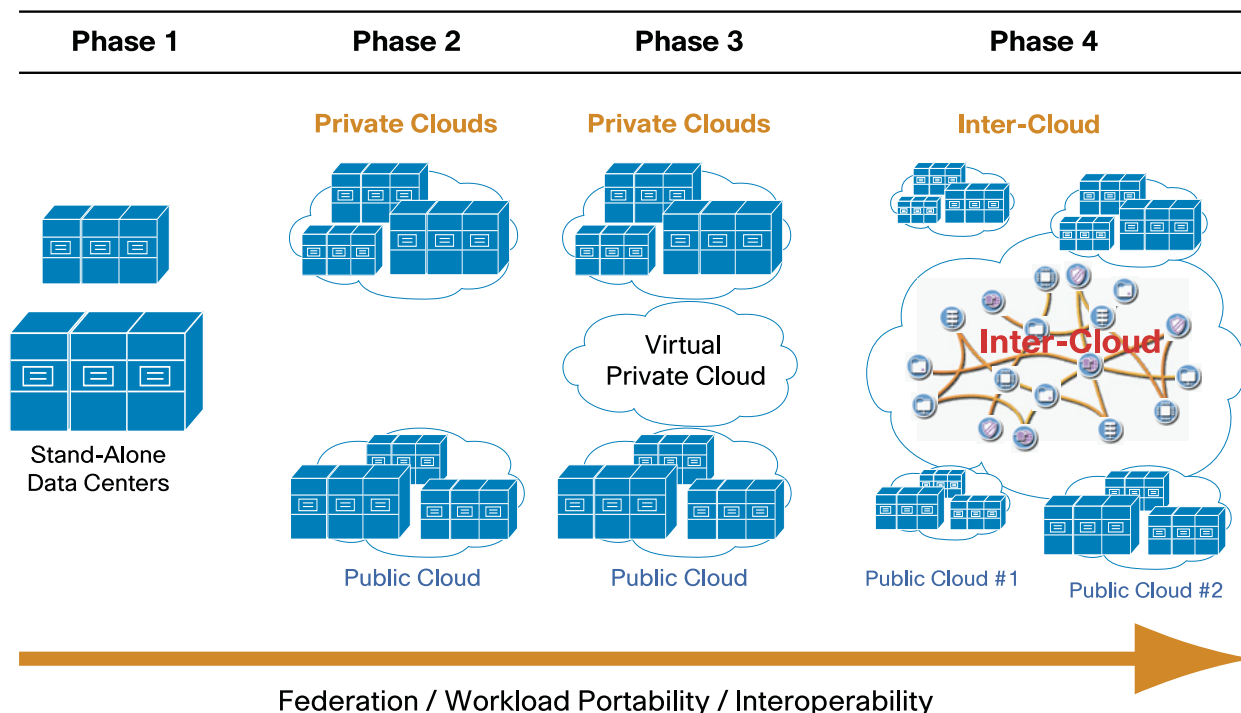 Phase 1
Phase 2
Phase 3
Phase 4
Private Clouds
Private Clouds
Inter-Cloud
Virtual
Private Cloud
Inter-Cloud
Stand-Alone
Data Centers
Public Cloud
Public Cloud
Public Cloud #1
Public Cloud #2
Federation / Workload Portability / Interoperability